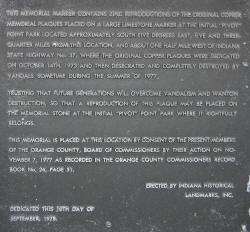 THIS MEMORIAL MARKER CONTAINS ZINC REPRODUCTIONS OF THE ORIGINAL COPPER
MEMORIAL PLAQUES PLACED ON A LARGE LIMESTONE MARKER AT THE INITIAL "PIVOT"
POINT PARK LOCATED APPROXIMATELY SOUTH FIVE DEGREES EAST, FIVE AND THREE-
QUARTER MILES FROM THIS LOCATION, AND ABOUT ONE HALF MILE WEST OF INDIANA
STATE HIGHWAY No. 37, WHERE THE ORIGINAL COPPER PLAQUES WERE DEDICATED
ON OCTOBER 14TH, 1973 AND THEN DESECRATED AND COMPLETELY DESTROYED BY
VANDALS SOMETIME DURING THE SUMMER OF 1977.
TRUSTING THAT FUTURE GENERATIONS WILL OVERCOME VANDALISM AND WANTON
DESTRUCTION, SO THAT A REPRODUCTION OF THIS PLAQUE MAY BE PLACED ON
THE MEMORIAL STONE AT THE INITIAL "PIVOT" POINT PARK WHERE IT RIGHTFULLY
BELONGS.
THIS MEMORIAL IS PLACED AT THIS LOCATION BY CONSENT OF THE PRESENT MEMBERS
OF THE ORANGE COUNTY, BOARD OF COMMISSIONERS BY THEIR ACTION ON NO-
VEMBER 7, 1977 AS RECORDED IN THE ORANGE COUNTY COMMISSIONERS RECORD
BOOK No. 26, PAGE 51.
ERECTED BY INDIANA HISTORICAL
LANDMARKS, INC.
DEDICATED THIS 30TH DAY OF
SEPTEMBER, 1978.